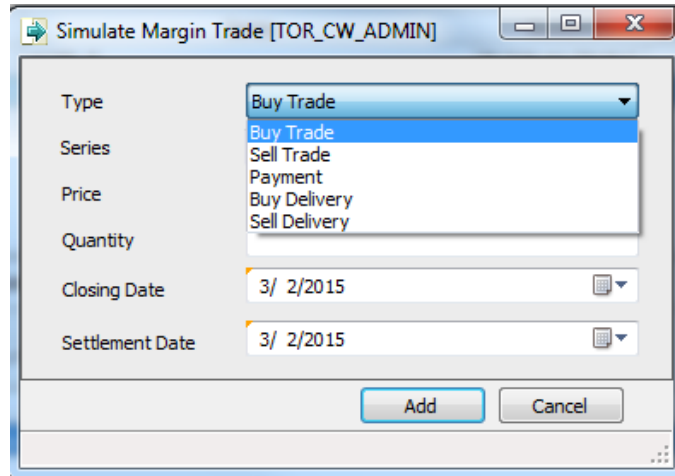 Simulate Margin Trade [TOR_CW_ADMIN]
Type Buy Trade
Buy Trade
Series Sell Trade
Payment
Price Buy Delivery
Sell Delivery
Quantity
Closing Date 3/ 2/2015
Settlement Date 3/ 2/2015
Add Cancel